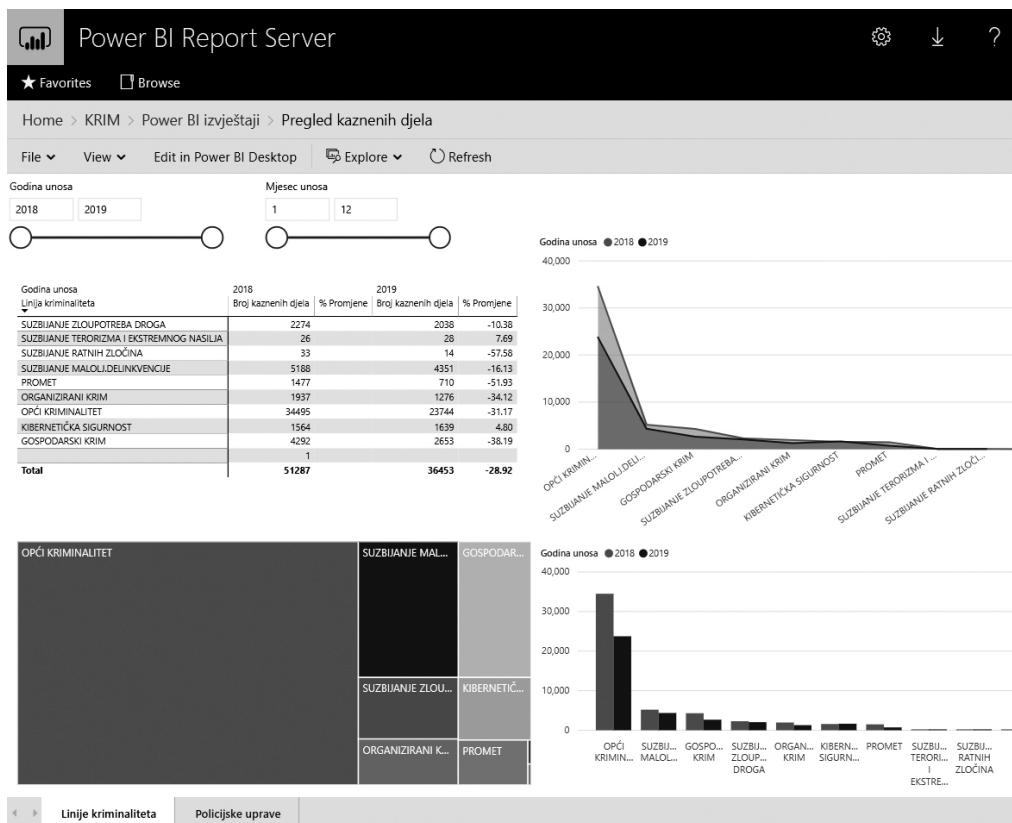 Power BI Report Server
?
Favorites Browse
Home > KRIM > Power BI izvještaji > Pregled kaznenih djela
File View Edit in Power BI Desktop Explore Refresh
Godina unosa Mjesec unosa
2018 2019 1 12
Godina unosa 2018 2019
Linija kriminaliteta Broj kaznenih djela % Promjene Broj kaznenih djela % Promjene
SUZBIJANJE ZLOUPOTREBA DROGA 2274 2038 -10.38
SUZBIJANJE TERORIZMA I EKSTREMNOG NASILJA 26 28 7.69
SUZBIJANJE RATNIH ZLOČINA 33 14 -57.58
SUZBIJANJE MALOLJ.DELINKVENCIJE 5188 4351 -16.13
PROMET 1477 710 -51.93
ORGANIZIRANI KRIM 1937 1276 -34.12
OPĆI KRIMINALITET 34495 23744 -31.17
KIBERNETIČKA SIGURNOST 1564 1639 4.80
GOSPODARSKI KRIM 4292 2653 -38.19
1
Total 51287 36453 -28.92
Godina unosa 2018 2019
40,000
30,000
20,000
10,000
0
OPĆI KRIMIN...
SUZBIJANJE MALOLJ.DELI...
GOSPODARSKI KRIM
SUZBIJANJE ZLOUPOTREBA...
ORGANIZIRANI KRIM
KIBERNETIČKA SIGURNOST
PROMET
SUZBIJANJE TERORIZMA I ...
SUZBIJANJE RATNIH ZLOČI...
OPĆI KRIMINALITET
SUZBIJANJE MAL...
GOSPODAR...
SUZBIJANJE ZLOU...
KIBERNETIČ...
ORGANIZIRANI K...
PROMET
Godina unosa 2018 2019
40,000
30,000
20,000
10,000
0
OPĆI KRIMIN...
SUZBIJ... MALOL...
GOSPO... KRIM
SUZBIJ... ZLOUP... DROGA
ORGAN... KRIM
KIBERN... SIGURN...
PROMET
SUZBIJ... TERORI... I EKSTRE...
SUZBIJ... RATNIH ZLOČINA
Linije kriminaliteta Policijske uprave